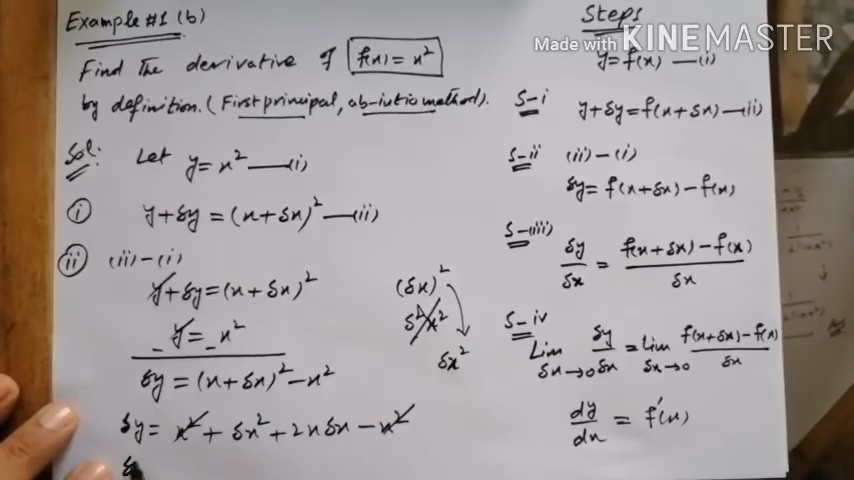 Example #1 (b)
Find The derivative of f(x) = x²
by definition. (First principal, ab-initio method).
Sol: Let y = x² —(i)
(i) y + δy = (x + δx)² —(ii)
(ii) (ii) – (i)
y + δy = (x + δx)²
– y = – x²
δy = (x + δx)² – x²
δy = x² + δx² + 2xδx – x²
δ
(δx)²
δ²x²
δx²
Steps
Made with KINEMASTER
y = f(x) —(i)
S-i y + δy = f(x + δx) —(ii)
S-ii (ii) – (i)
δy = f(x + δx) – f(x)
S-(iii) δy/δx = f(x + δx) – f(x)/δx
S-iv
Lim δx→0 δy/δx = Lim δx→0 f(x + δx) – f(x)/δx
dy/dx = f'(x)